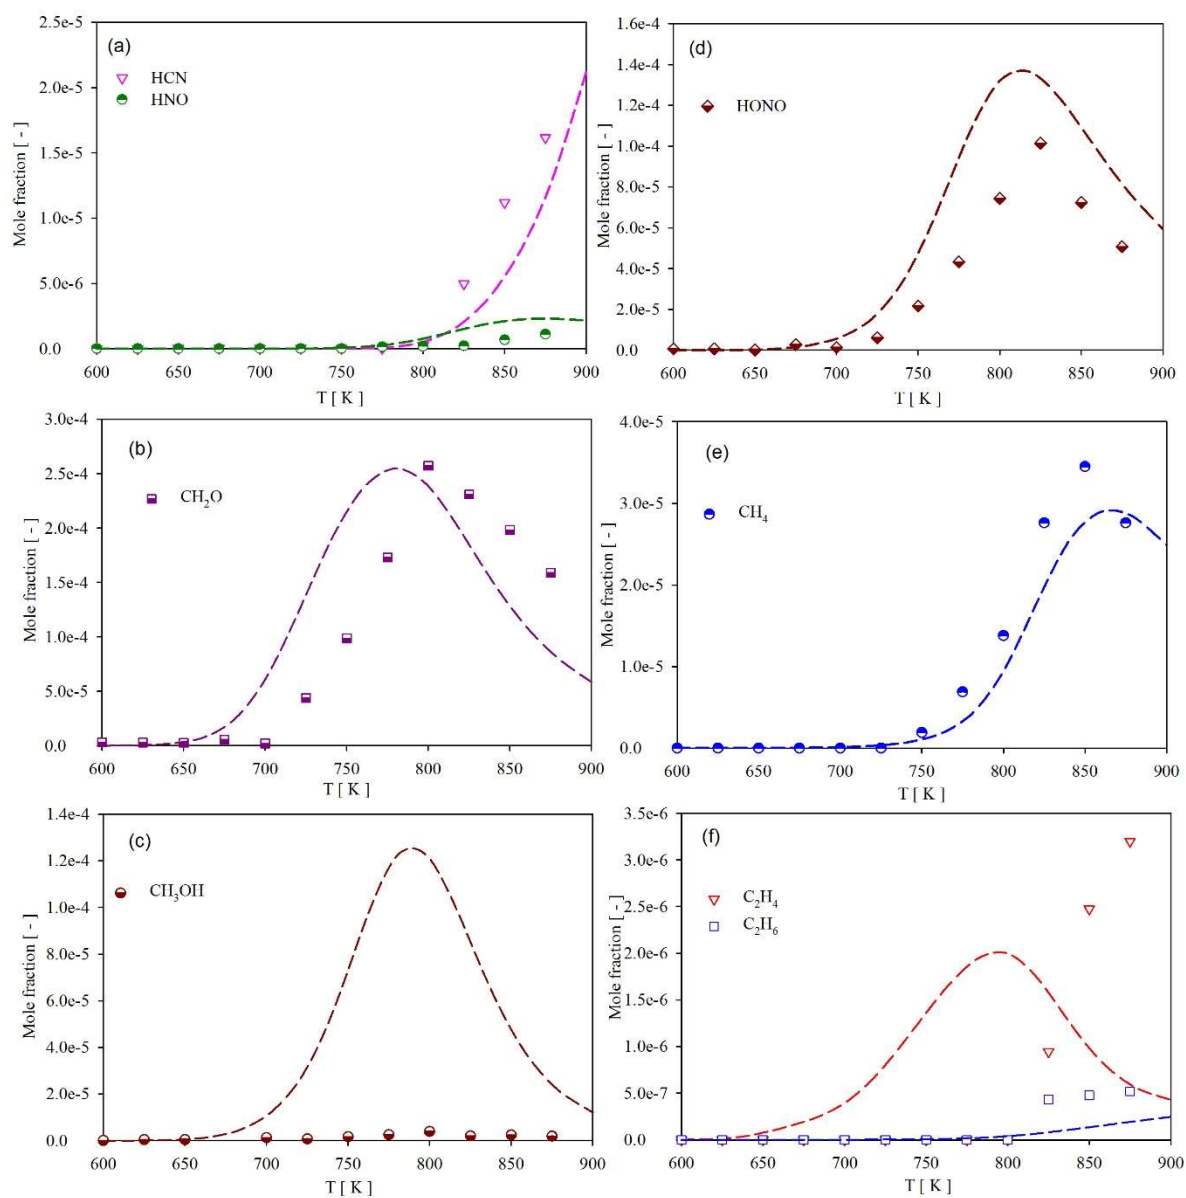 (a)
HCN
HNO
Mole fraction [ - ]
2.5e-5
2.0e-5
1.5e-5
1.0e-5
5.0e-6
0.0
600 650 700 750 800 850 900
T [ K ]
(d)
HONO
Mole fraction [ - ]
1.6e-4
1.4e-4
1.2e-4
1.0e-4
8.0e-5
6.0e-5
4.0e-5
2.0e-5
0.0
600 650 700 750 800 850 900
T [ K ]
(b)
CH2O
Mole fraction [ - ]
3.0e-4
2.5e-4
2.0e-4
1.5e-4
1.0e-4
5.0e-5
0.0
600 650 700 750 800 850 900
T [ K ]
(e)
CH4
Mole fraction [ - ]
4.0e-5
3.0e-5
2.0e-5
1.0e-5
0.0
600 650 700 750 800 850 900
T [ K ]
(c)
CH3OH
Mole fraction [ - ]
1.4e-4
1.2e-4
1.0e-4
8.0e-5
6.0e-5
4.0e-5
2.0e-5
0.0
600 650 700 750 800 850 900
T [ K ]
(f)
C2H4
C2H6
Mole fraction [ - ]
3.5e-6
3.0e-6
2.5e-6
2.0e-6
1.5e-6
1.0e-6
5.0e-7
0.0
600 650 700 750 800 850 900
T [ K ]